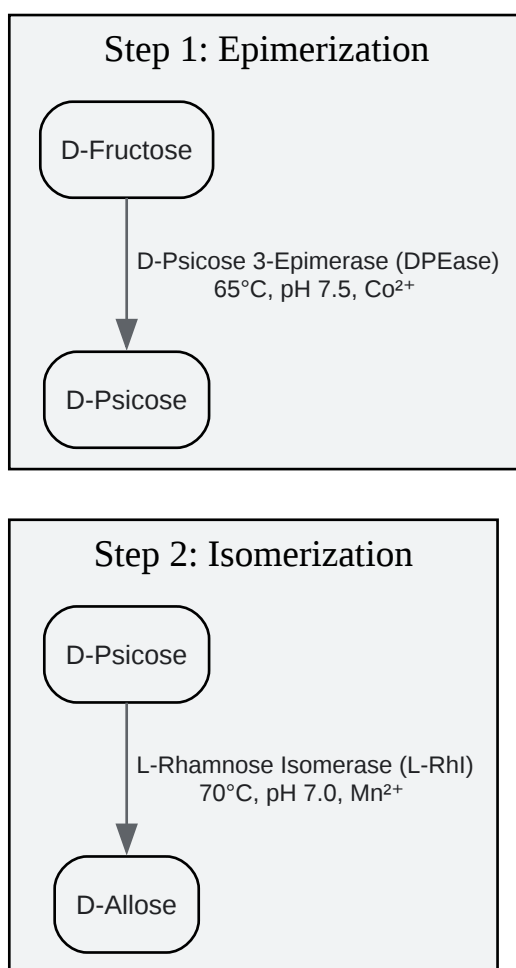 Step 1: Epimerization
D-Fructose
D-Psicose 3-Epimerase (DPEase)
65°C, pH 7.5, Co²⁺
D-Psicose
Step 2: Isomerization
D-Psicose
L-Rhamnose Isomerase (L-RhI)
70°C, pH 7.0, Mn²⁺
D-Allose